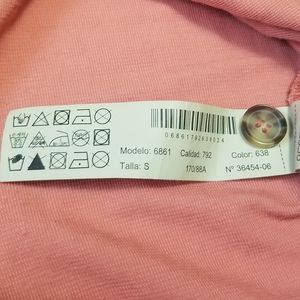 06861792638024
Modelo: 6861 Calidad: 792 Color: 638
Talla: S 170/88A Nº 36454-06